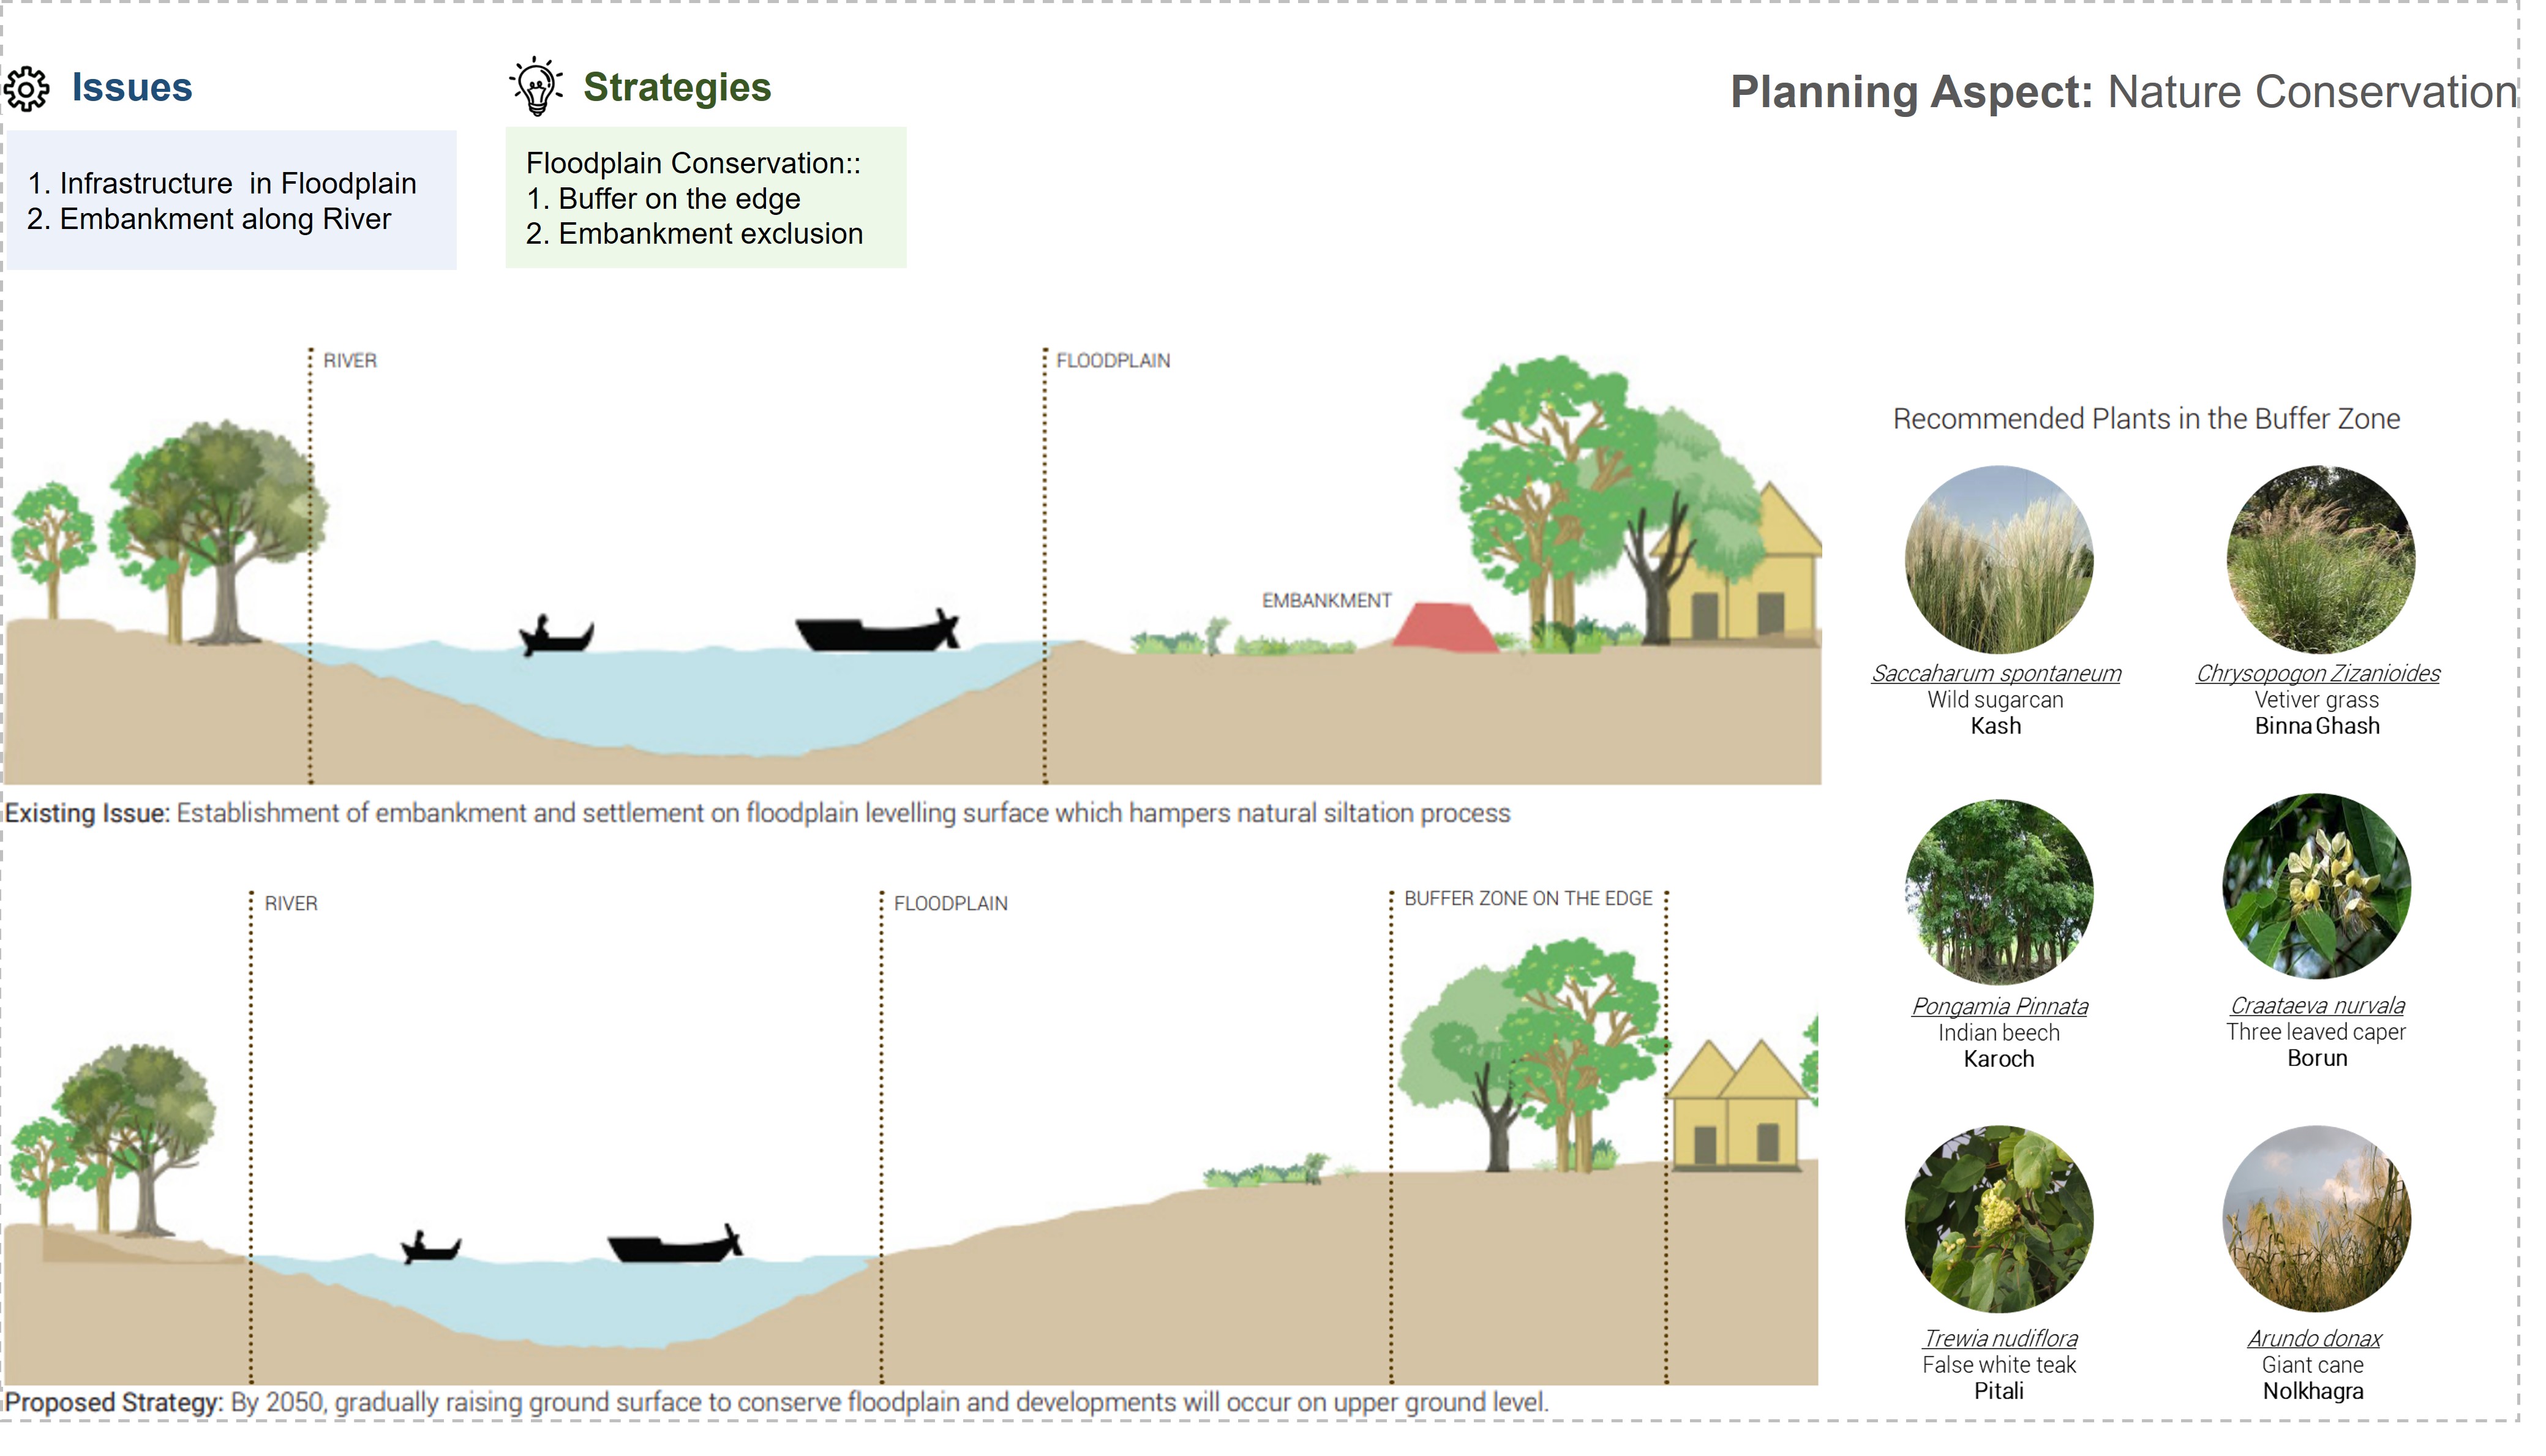 Issues
1. Infrastructure  in Floodplain
2. Embankment along River
Strategies
Floodplain Conservation::
1. Buffer on the edge
2. Embankment exclusion
Planning Aspect: Nature Conservation
RIVER
FLOODPLAIN
EMBANKMENT
Existing Issue: Establishment of embankment and settlement on floodplain levelling surface which hampers natural siltation process
RIVER
FLOODPLAIN
BUFFER ZONE ON THE EDGE
Proposed Strategy: By 2050, gradually raising ground surface to conserve floodplain and developments will occur on upper ground level.
Recommended Plants in the Buffer Zone
Saccaharum spontaneum
Wild sugarcan
Kash
Chrysopogon Zizanioides
Vetiver grass
Binna Ghash
Pongamia Pinnata
Indian beech
Karoch
Craataeva nurvala
Three leaved caper
Borun
Trewia nudiflora
False white teak
Pitali
Arundo donax
Giant cane
Nolkhagra